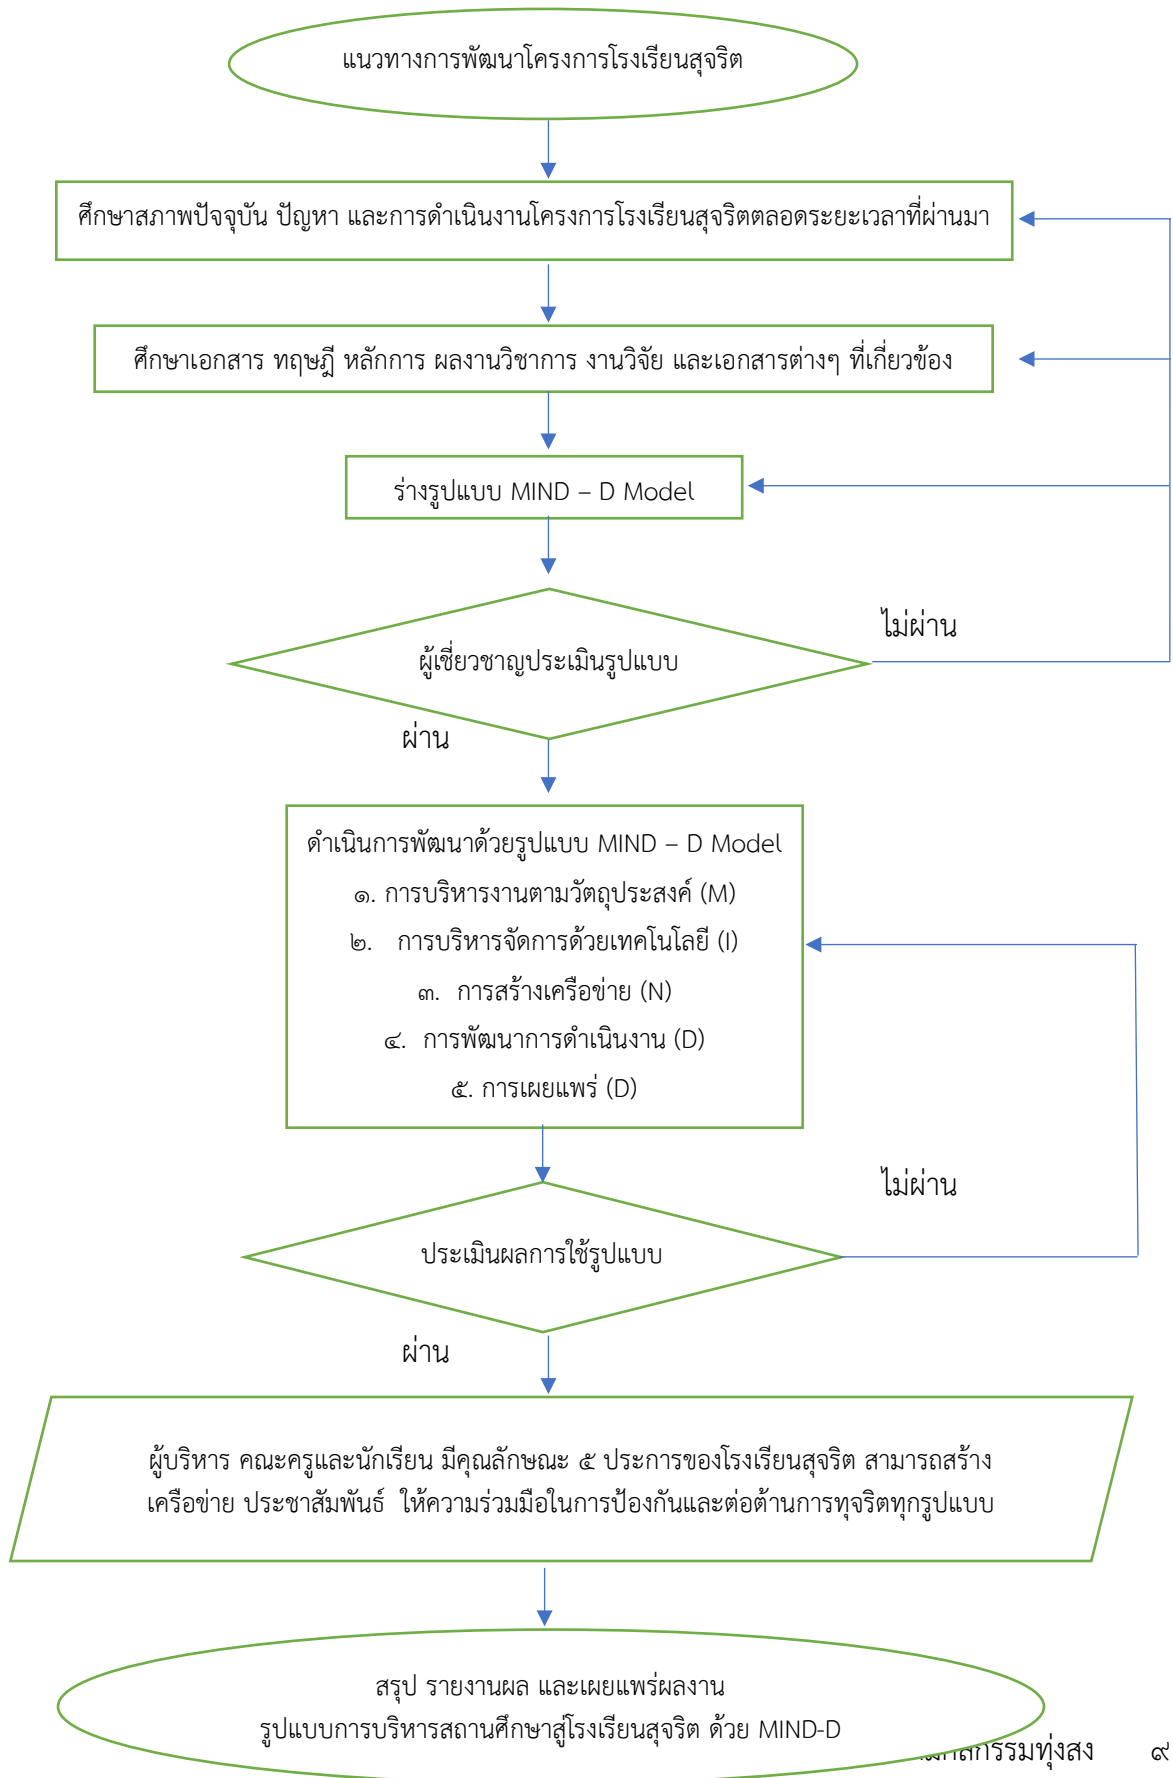 แนวทางการพัฒนาโครงการโรงเรียนสุจริต
ศึกษาสภาพปัจจุบัน ปัญหา และการดำเนินงานโครงการโรงเรียนสุจริตตลอดระยะเวลาที่ผ่านมา
ศึกษาเอกสาร ทฤษฎี หลักการ ผลงานวิชาการ งานวิจัย และเอกสารต่างๆ ที่เกี่ยวข้อง
ร่างรูปแบบ MIND – D Model
ไม่ผ่าน
ผู้เชี่ยวชาญประเมินรูปแบบ
ผ่าน
ดำเนินการพัฒนาด้วยรูปแบบ MIND – D Model
๑. การบริหารงานตามวัตถุประสงค์ (M)
๒. การบริหารจัดการด้วยเทคโนโลยี (I)
๓. การสร้างเครือข่าย (N)
๔. การพัฒนาการดำเนินงาน (D)
๕. การเผยแพร่ (D)
ไม่ผ่าน
ประเมินผลการใช้รูปแบบ
ผ่าน
ผู้บริหาร คณะครูและนักเรียน มีคุณลักษณะ ๕ ประการของโรงเรียนสุจริต สามารถสร้าง
เครือข่าย ประชาสัมพันธ์ ให้ความร่วมมือในการป้องกันและต่อต้านการทุจริตทุกรูปแบบ
สรุป รายงานผล และเผยแพร่ผลงาน
รูปแบบการบริหารสถานศึกษาสู่โรงเรียนสุจริต ด้วย MIND-D
ทุ่งสง ๙